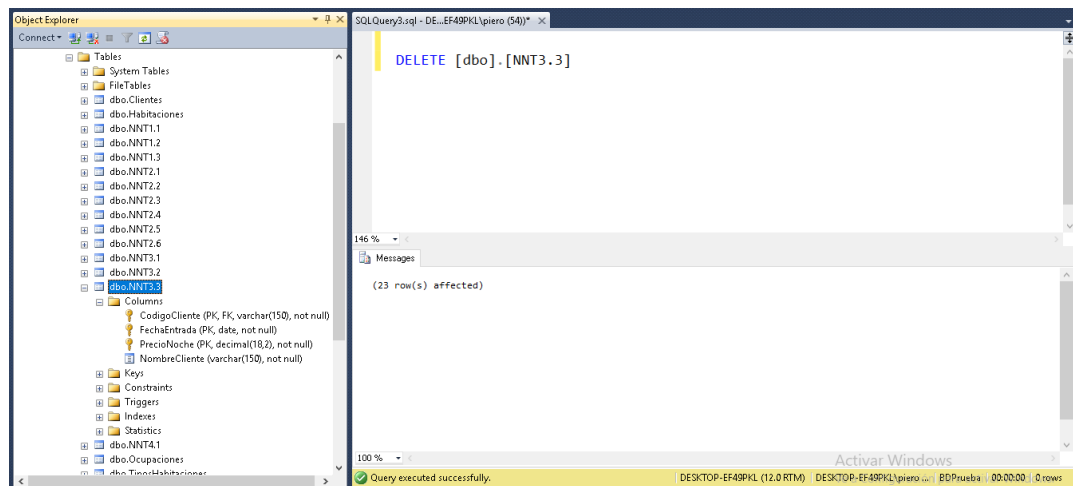 Object Explorer
Connect
Tables
System Tables
FileTables
dbo.Clientes
dbo.Habitaciones
dbo.NNT1.1
dbo.NNT1.2
dbo.NNT1.3
dbo.NNT2.1
dbo.NNT2.2
dbo.NNT2.3
dbo.NNT2.4
dbo.NNT2.5
dbo.NNT2.6
dbo.NNT3.1
dbo.NNT3.2
dbo.NNT3.3
Columns
CodigoCliente (PK, FK, varchar(150), not null)
FechaEntrada (PK, date, not null)
PrecioNoche (PK, decimal(18,2), not null)
NombreCliente (varchar(150), not null)
Keys
Constraints
Triggers
Indexes
Statistics
dbo.NNT4.1
dbo.Ocupaciones
dbo.TiposHabitaciones
SQLQuery3.sql - DE...EF49PKL\piero (54))*
DELETE [dbo].[NNT3.3]
146 %
Messages
(23 row(s) affected)
100 %
Activar Windows
Query executed successfully.
DESKTOP-EF49PKL (12.0 RTM)
DESKTOP-EF49PKL\piero ...
BDPrueba
00:00:00
0 rows